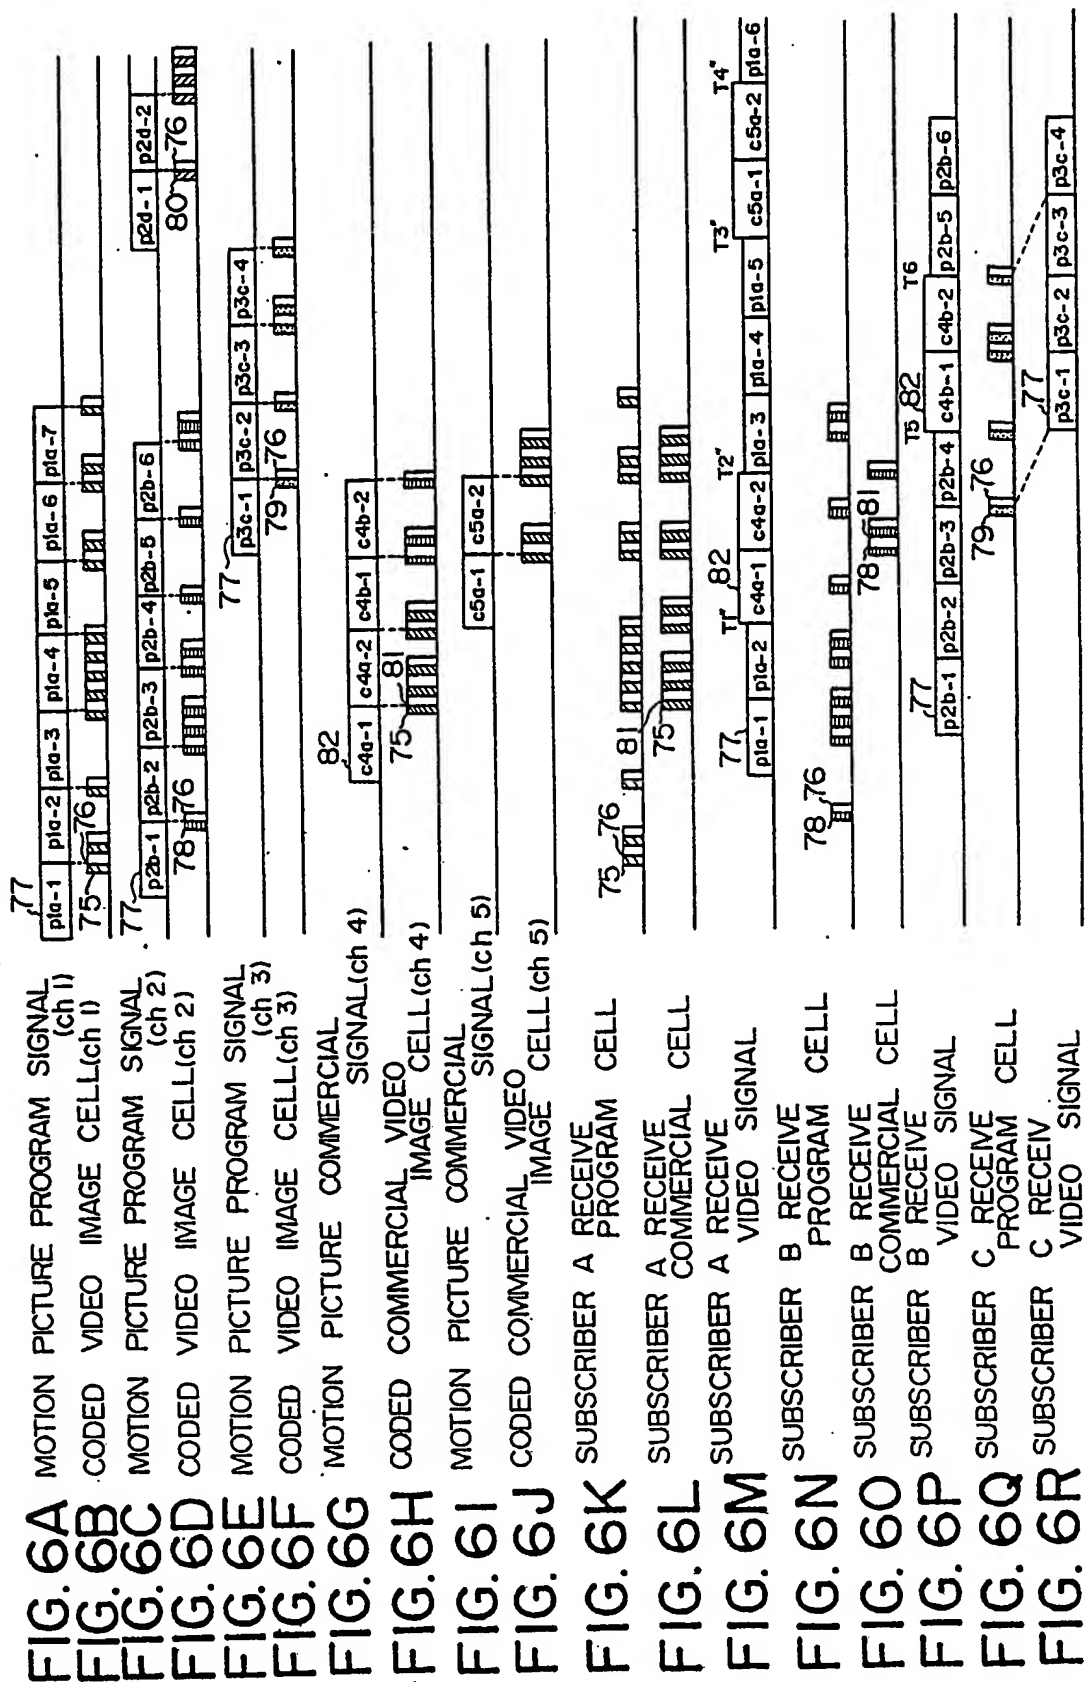 FIG. 6A MOTION PICTURE PROGRAM SIGNAL
(ch 1)
77
p1a-1 p1a-2 p1a-3 p1a-4 p1a-5 p1a-6 p1a-7
FIG. 6B CODED VIDEO IMAGE CELL(ch 1)
75 76
FIG. 6C MOTION PICTURE PROGRAM SIGNAL
(ch 2)
77
p2b-1 p2b-2 p2b-3 p2b-4 p2b-5 p2b-6 p2d-1 p2d-2
FIG. 6D CODED VIDEO IMAGE CELL(ch 2)
78 76 80 76
FIG. 6E MOTION PICTURE PROGRAM SIGNAL
(ch 3)
77
p3c-1 p3c-2 p3c-3 p3c-4
FIG. 6F CODED VIDEO IMAGE CELL(ch 3)
79 76
FIG. 6G MOTION PICTURE COMMERCIAL
SIGNAL(ch 4)
82
c4a-1 c4a-2 c4b-1 c4b-2
FIG. 6H CODED COMMERCIAL VIDEO
IMAGE CELL(ch 4)
75 81
FIG. 6I MOTION PICTURE COMMERCIAL
SIGNAL(ch 5)
c5a-1 c5a-2
FIG. 6J CODED COMMERCIAL VIDEO
IMAGE CELL(ch 5)
FIG. 6K SUBSCRIBER A RECEIVE
PROGRAM CELL
75 76
FIG. 6L SUBSCRIBER A RECEIVE
COMMERCIAL CELL
75 81
FIG. 6M SUBSCRIBER A RECEIVE
VIDEO SIGNAL
77 T1" 82 T2" T3" T4"
p1a-1 p1a-2 c4a-1 c4a-2 p1a-3 p1a-4 p1a-5 c5a-1 c5a-2 p1a-6
FIG. 6N SUBSCRIBER B RECEIVE
PROGRAM CELL
78 76
FIG. 6O SUBSCRIBER B RECEIVE
COMMERCIAL CELL
78 81
FIG. 6P SUBSCRIBER B RECEIVE
VIDEO SIGNAL
77 T5 82 T6
p2b-1 p2b-2 p2b-3 p2b-4 c4b-1 c4b-2 p2b-5 p2b-6
FIG. 6Q SUBSCRIBER C RECEIVE
PROGRAM CELL
79 76
FIG. 6R SUBSCRIBER C RECEIV
VIDEO SIGNAL
77
p3c-1 p3c-2 p3c-3 p3c-4